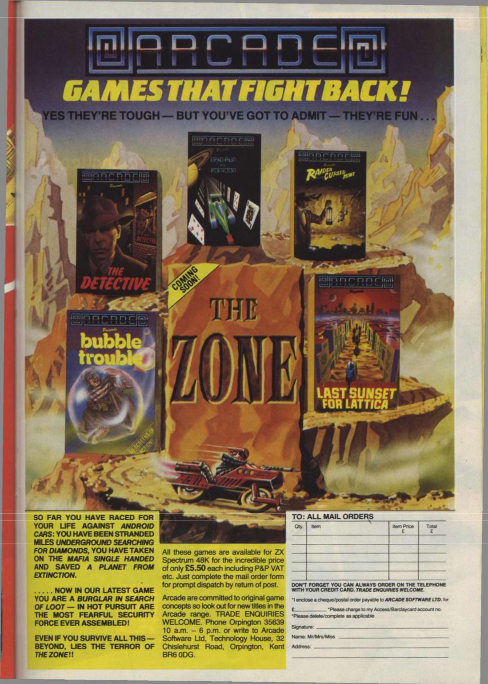 ARCADE
GAMES THAT FIGHT BACK!
YES THEY'RE TOUGH — BUT YOU'VE GOT TO ADMIT — THEY'RE FUN . . .
ARCADE
ARCADE
RAIDER
CURSED MINE
ARCADE
THE
DETECTIVE
COMING
SOON!
THE
ZONE
ARCADE
bubble
trouble
ARCADE
LAST SUNSET
FOR LATTICA
SO FAR YOU HAVE RACED FOR
YOUR LIFE AGAINST ANDROID
CARS: YOU HAVE BEEN STRANDED
MILES UNDERGROUND SEARCHING
FOR DIAMONDS, YOU HAVE TAKEN
ON THE MAFIA SINGLE HANDED
AND SAVED A PLANET FROM
EXTINCTION.
. . . . . NOW IN OUR LATEST GAME
YOU ARE A BURGLAR IN SEARCH
OF LOOT — IN HOT PURSUIT ARE
THE MOST FEARFUL SECURITY
FORCE EVER ASSEMBLED!
EVEN IF YOU SURVIVE ALL THIS —
BEYOND, LIES THE TERROR OF
THE ZONE!!
All these games are available for ZX
Spectrum 48K for the incredible price
of only £5.50 each including P&P VAT
etc. Just complete the mail order form
for prompt dispatch by return of post.
Arcade are committed to original game
concepts so look out for new titles in the
Arcade range. TRADE ENQUIRIES
WELCOME. Phone Orpington 35639
10 a.m. – 6 p.m. or write to Arcade
Software Ltd, Technology House, 32
Chislehurst Road, Orpington, Kent
BR6 0DG.
TO: ALL MAIL ORDERS
Qty. Item Item Price £ Total £
DON'T FORGET YOU CAN ALWAYS ORDER ON THE TELEPHONE
WITH YOUR CREDIT CARD. TRADE ENQUIRIES WELCOME.
*I enclose a cheque/postal order payable to ARCADE SOFTWARE LTD. for
£ *Please charge to my Access/Barclaycard account no.
*Please delete/complete as applicable
Signature:
Name: Mr/Mrs/Miss
Address: